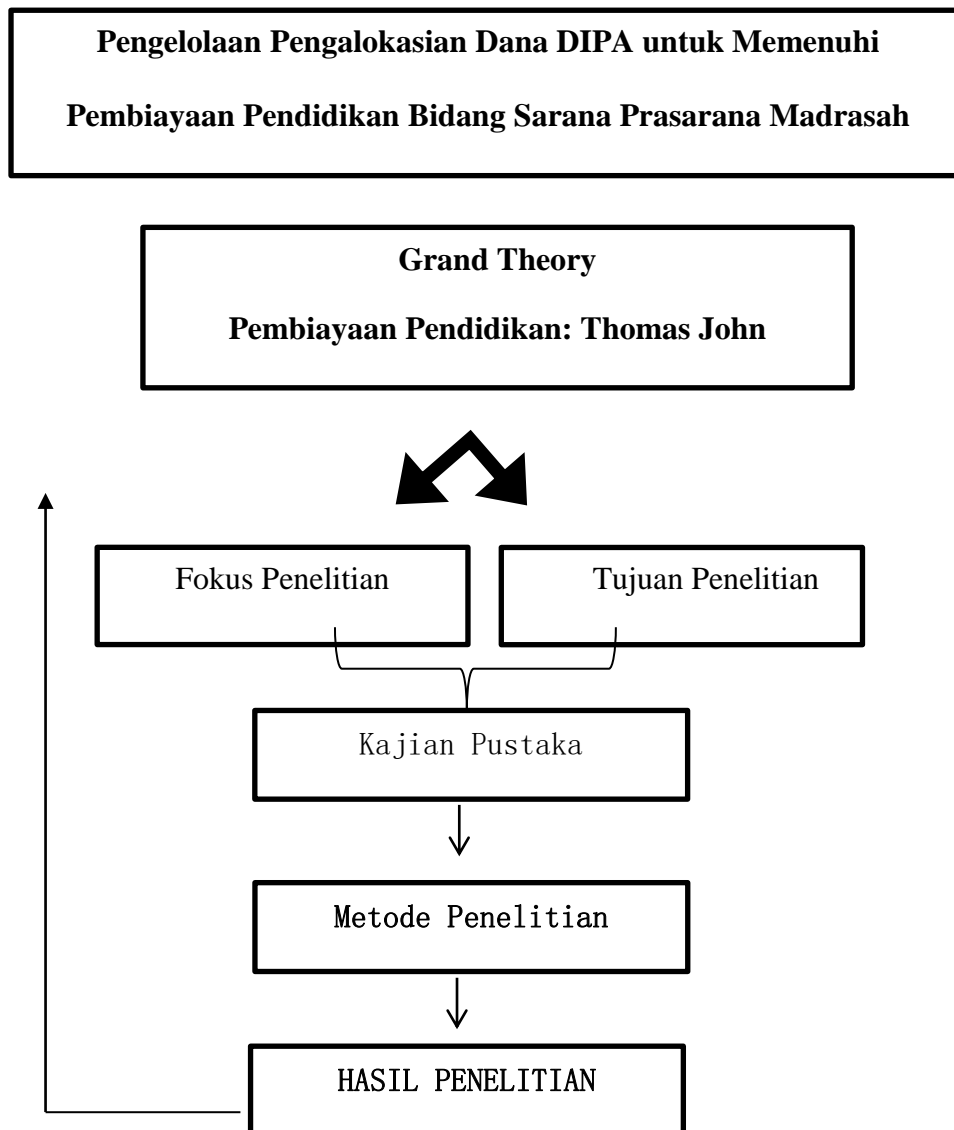 Pengelolaan Pengalokasian Dana DIPA untuk Memenuhi
Pembiayaan Pendidikan Bidang Sarana Prasarana Madrasah
Grand Theory
Pembiayaan Pendidikan: Thomas John
Fokus Penelitian
Tujuan Penelitian
Kajian Pustaka
Metode Penelitian
HASIL PENELITIAN